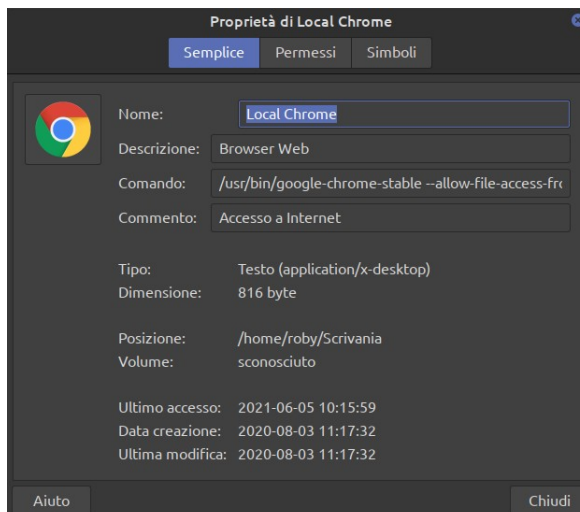 Proprietà di Local Chrome
Semplice Permessi Simboli
Nome: Local Chrome
Descrizione: Browser Web
Comando: /usr/bin/google-chrome-stable --allow-file-access-fro
Commento: Accesso a Internet
Tipo: Testo (application/x-desktop)
Dimensione: 816 byte
Posizione: /home/roby/Scrivania
Volume: sconosciuto
Ultimo accesso: 2021-06-05 10:15:59
Data creazione: 2020-08-03 11:17:32
Ultima modifica: 2020-08-03 11:17:32
Aiuto Chiudi